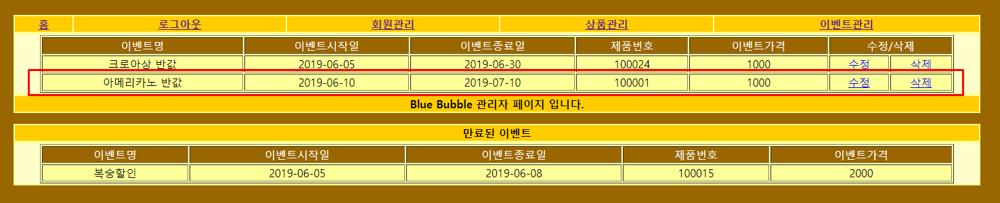 홈 로그아웃 회원관리 상품관리 이벤트관리
이벤트명 이벤트시작일 이벤트종료일 제품번호 이벤트가격 수정/삭제
크로아상 반값 2019-06-05 2019-06-30 100024 1000 수정 삭제
아메리카노 반값 2019-06-10 2019-07-10 100001 1000 수정 삭제
Blue Bubble 관리자 페이지 입니다.
만료된 이벤트
이벤트명 이벤트시작일 이벤트종료일 제품번호 이벤트가격
복숭할인 2019-06-05 2019-06-08 100015 2000